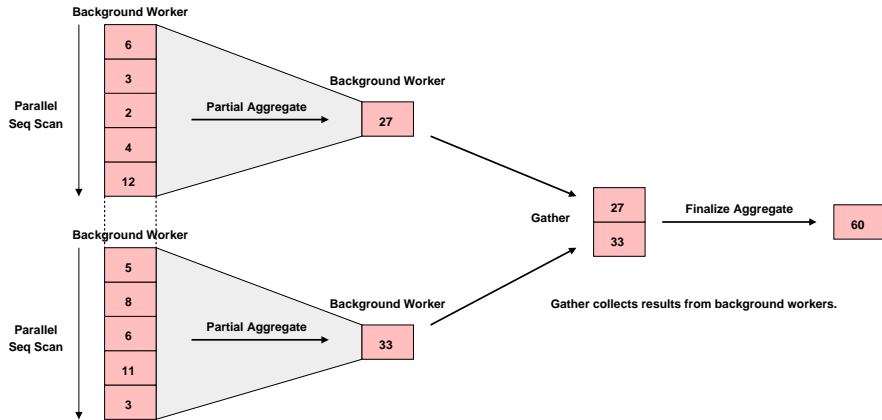 Background Worker
6
3
2
4
12
Parallel
Seq Scan
Partial Aggregate
Background Worker
27
Background Worker
5
8
6
11
3
Parallel
Seq Scan
Partial Aggregate
Background Worker
33
Gather
27
33
Finalize Aggregate
60
Gather collects results from background workers.